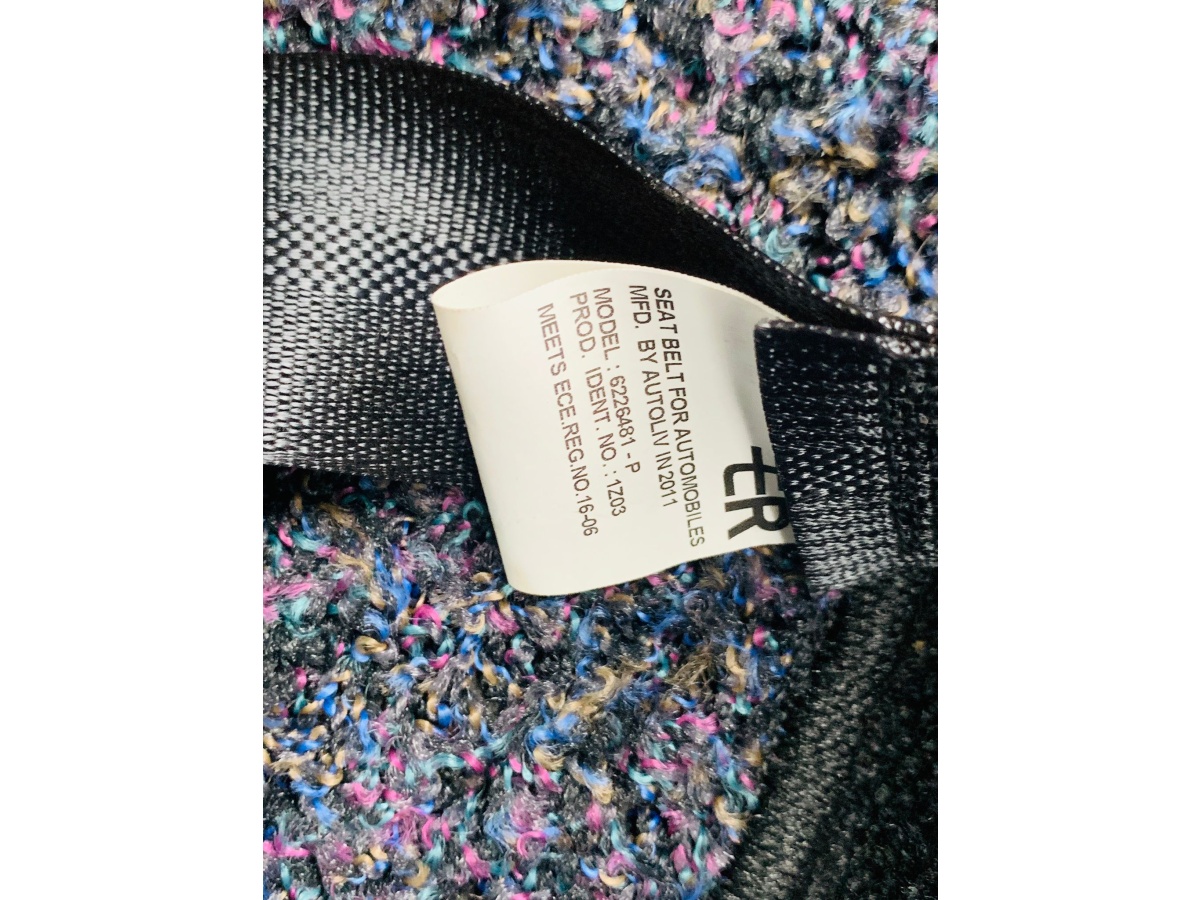 SEAT BELT FOR AUTOMOBILES
MFD. BY AUTOLIV IN 2011
MODEL : 6226481 - P
PROD. IDENT. NO. : 1Z03
MEETS ECE.REG.NO.16-06